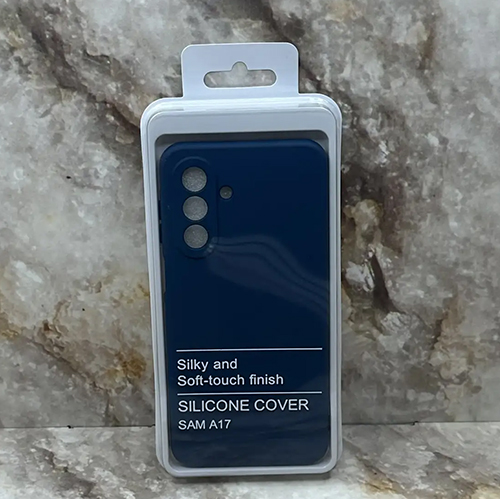 Silky and
Soft-touch finish
SILICONE COVER
SAM A17